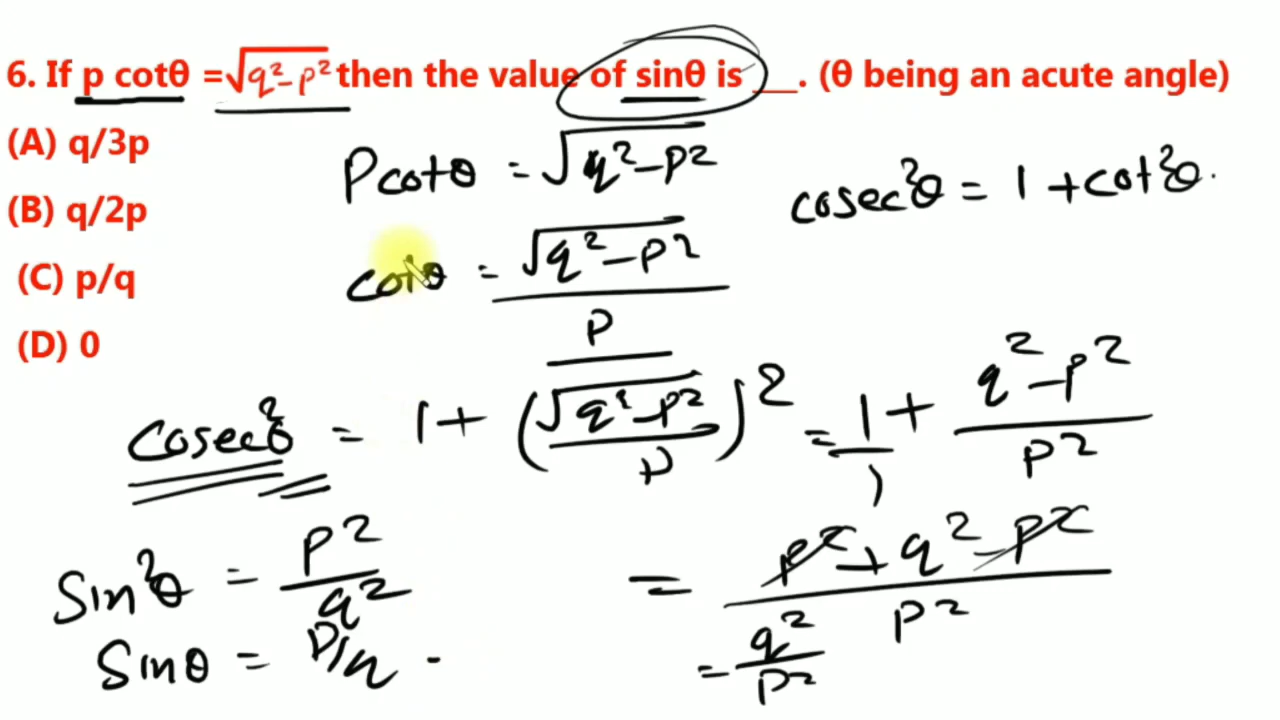 6. If p cotθ = √q²-p² then the value of sinθ is __. (θ being an acute angle)
(A) q/3p
(B) q/2p
(C) p/q
(D) 0
Pcotθ = √q²-p²
cosec²θ = 1 + cot²θ.
cotθ = √q²-p² / P
cosec²θ = 1 + (√q²-p² / p)² = 1/1 + q²-p² / p²
= p² + q² - p² / p²
= q² / p²
Sin²θ = p² / q²
Sinθ = p/q